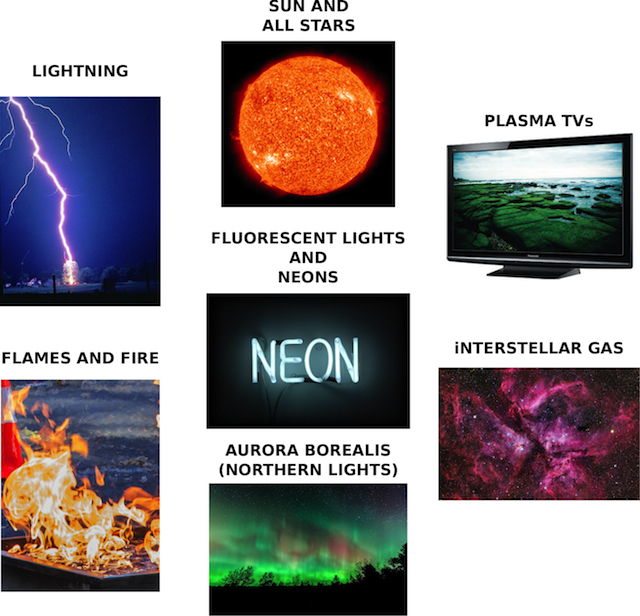 SUN AND
ALL STARS
LIGHTNING
PLASMA TVs
FLUORESCENT LIGHTS
AND
NEONS
NEON
FLAMES AND FIRE
iNTERSTELLAR GAS
AURORA BOREALIS
(NORTHERN LIGHTS)
Panasonic